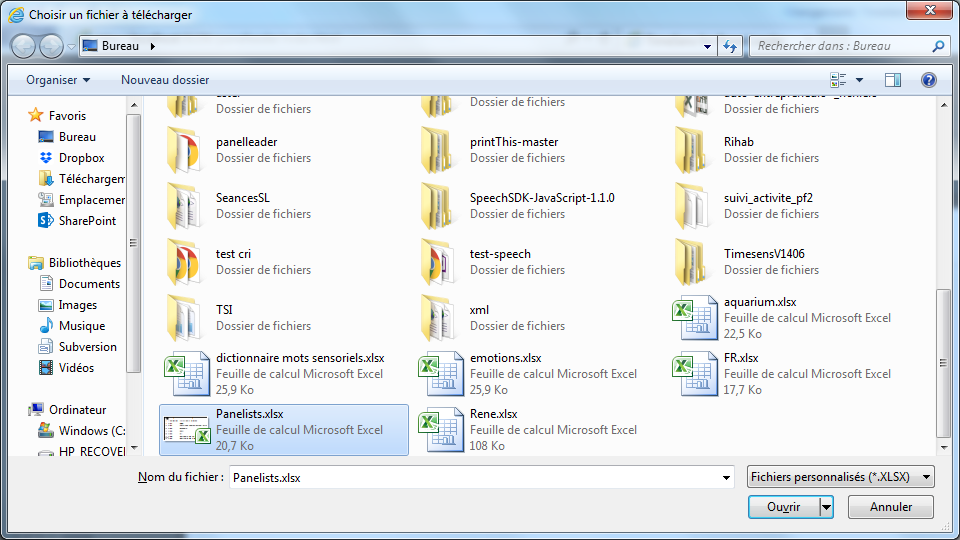 Choisir un fichier à télécharger
Bureau
Rechercher dans : Bureau
Organiser
Nouveau dossier
Favoris
Bureau
Dropbox
Téléchargem
Emplacemer
SharePoint
Bibliothèques
Documents
Images
Musique
Subversion
Vidéos
Ordinateur
Windows (C:
HP_RECOVE
Dossier de fichiers
Dossier de fichiers
Dossier de fichiers
panelleader
Dossier de fichiers
printThis-master
Dossier de fichiers
Rihab
Dossier de fichiers
SeancesSL
Dossier de fichiers
SpeechSDK-JavaScript-1.1.0
Dossier de fichiers
suivi_activite_pf2
Dossier de fichiers
test cri
Dossier de fichiers
test-speech
Dossier de fichiers
TimesensV1406
Dossier de fichiers
TSI
Dossier de fichiers
xml
Dossier de fichiers
aquarium.xlsx
Feuille de calcul Microsoft Excel
22,5 Ko
dictionnaire mots sensoriels.xlsx
Feuille de calcul Microsoft Excel
25,9 Ko
emotions.xlsx
Feuille de calcul Microsoft Excel
25,9 Ko
FR.xlsx
Feuille de calcul Microsoft Excel
17,7 Ko
Panelists.xlsx
Feuille de calcul Microsoft Excel
20,7 Ko
Rene.xlsx
Feuille de calcul Microsoft Excel
108 Ko
Nom du fichier :
Panelists.xlsx
Fichiers personnalisés (*.XLSX)
Ouvrir
Annuler